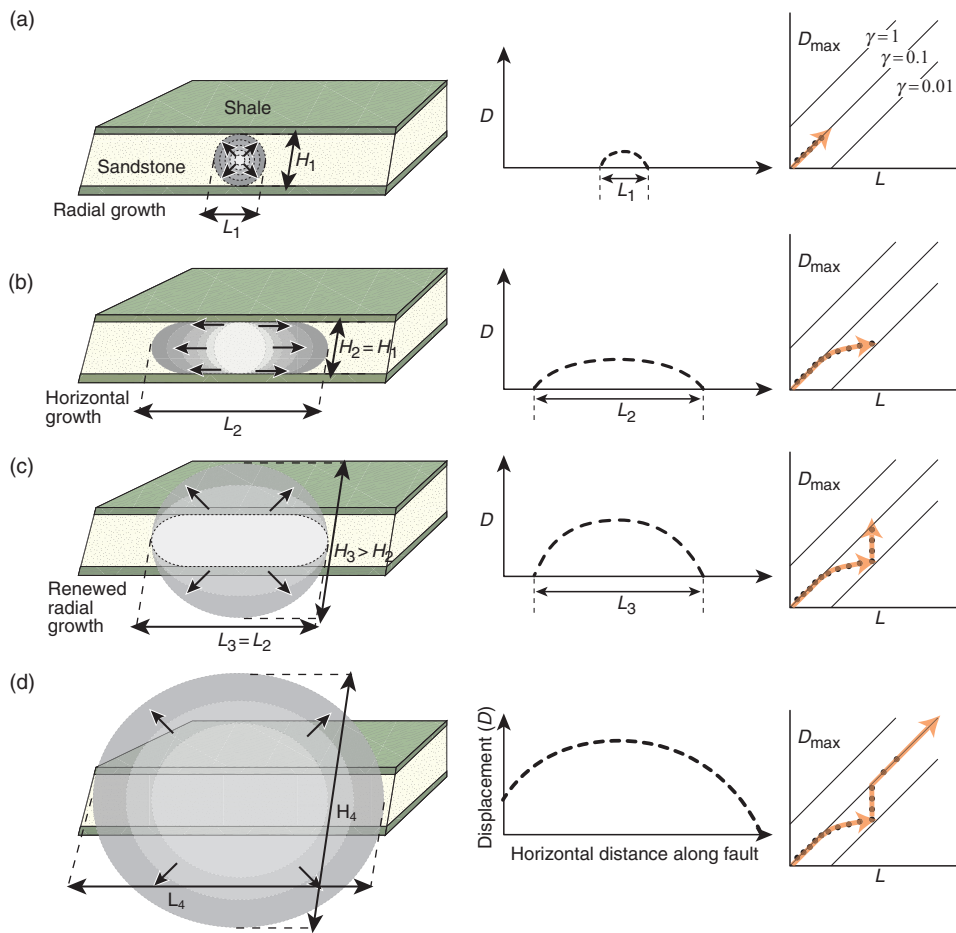 (a)
Shale
Sandstone
H1
Radial growth
L1
D
L1
Dmax
γ = 1
γ = 0.1
γ = 0.01
L
(b)
H2 = H1
Horizontal
growth
L2
D
L2
Dmax
L
(c)
H3 > H2
Renewed
radial
growth
L3 = L2
D
L3
Dmax
L
(d)
H4
L4
Displacement (D)
Horizontal distance along fault
Dmax
L